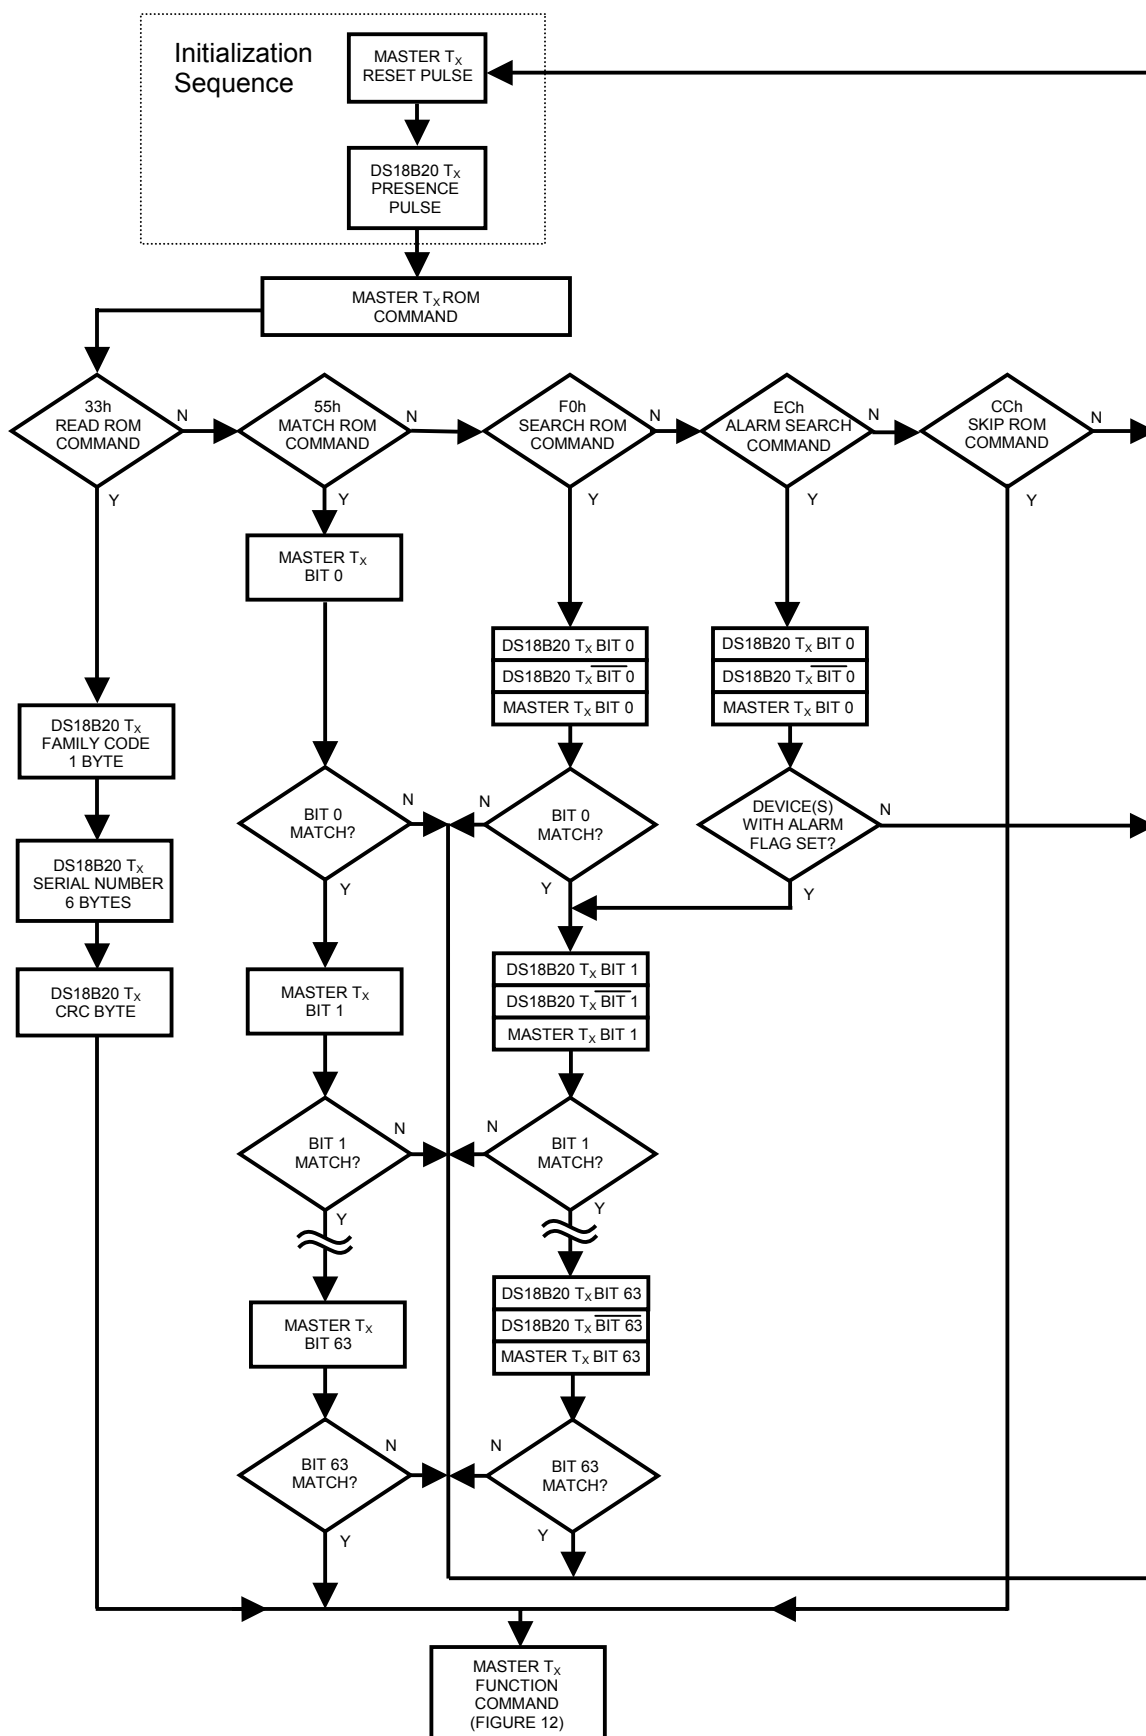 Initialization
Sequence
MASTER TX
RESET PULSE
DS18B20 TX
PRESENCE
PULSE
MASTER TX ROM
COMMAND
33h
READ ROM
COMMAND
N
Y
55h
MATCH ROM
COMMAND
N
Y
F0h
SEARCH ROM
COMMAND
N
Y
ECh
ALARM SEARCH
COMMAND
N
Y
CCh
SKIP ROM
COMMAND
N
Y
MASTER TX
BIT 0
DS18B20 TX BIT 0
DS18B20 TX BIT 0
MASTER TX BIT 0
DS18B20 TX BIT 0
DS18B20 TX BIT 0
MASTER TX BIT 0
DS18B20 TX
FAMILY CODE
1 BYTE
DS18B20 TX
SERIAL NUMBER
6 BYTES
DS18B20 TX
CRC BYTE
BIT 0
MATCH?
N
Y
BIT 0
MATCH?
N
Y
DEVICE(S)
WITH ALARM
FLAG SET?
N
Y
MASTER TX
BIT 1
DS18B20 TX BIT 1
DS18B20 TX BIT 1
MASTER TX BIT 1
BIT 1
MATCH?
N
Y
BIT 1
MATCH?
N
Y
MASTER TX
BIT 63
DS18B20 TX BIT 63
DS18B20 TX BIT 63
MASTER TX BIT 63
BIT 63
MATCH?
N
Y
BIT 63
MATCH?
N
Y
MASTER TX
FUNCTION
COMMAND
(FIGURE 12)